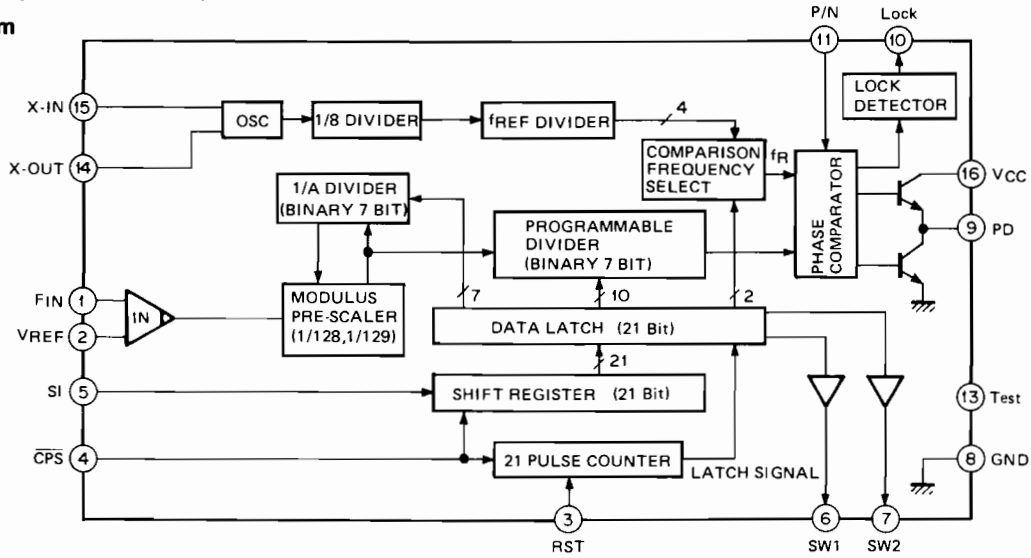 m
P/N
Lock
11
10
X-IN
15
OSC
1/8 DIVIDER
fREF DIVIDER
4
LOCK
DETECTOR
X-OUT
14
COMPARISON
FREQUENCY
SELECT
fR
PHASE
COMPARATOR
16
VCC
9
PD
1/A DIVIDER
(BINARY 7 BIT)
PROGRAMMABLE
DIVIDER
(BINARY 7 BIT)
FIN
1
IN
VREF
2
MODULUS
PRE-SCALER
(1/128,1/129)
7
10
2
DATA LATCH (21 Bit)
21
SI
5
SHIFT REGISTER (21 Bit)
13
Test
CPS
4
21 PULSE COUNTER
LATCH SIGNAL
8
GND
3
6
7
RST
SW1
SW2